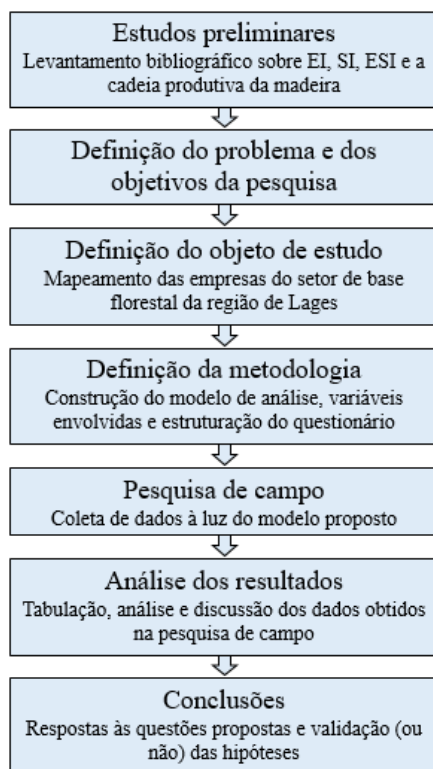 Estudos preliminares
Levantamento bibliográfico sobre EI, SI, ESI e a
cadeia produtiva da madeira
Definição do problema e dos
objetivos da pesquisa
Definição do objeto de estudo
Mapeamento das empresas do setor de base
florestal da região de Lages
Definição da metodologia
Construção do modelo de análise, variáveis
envolvidas e estruturação do questionário
Pesquisa de campo
Coleta de dados à luz do modelo proposto
Análise dos resultados
Tabulação, análise e discussão dos dados obtidos
na pesquisa de campo
Conclusões
Respostas às questões propostas e validação (ou
não) das hipóteses